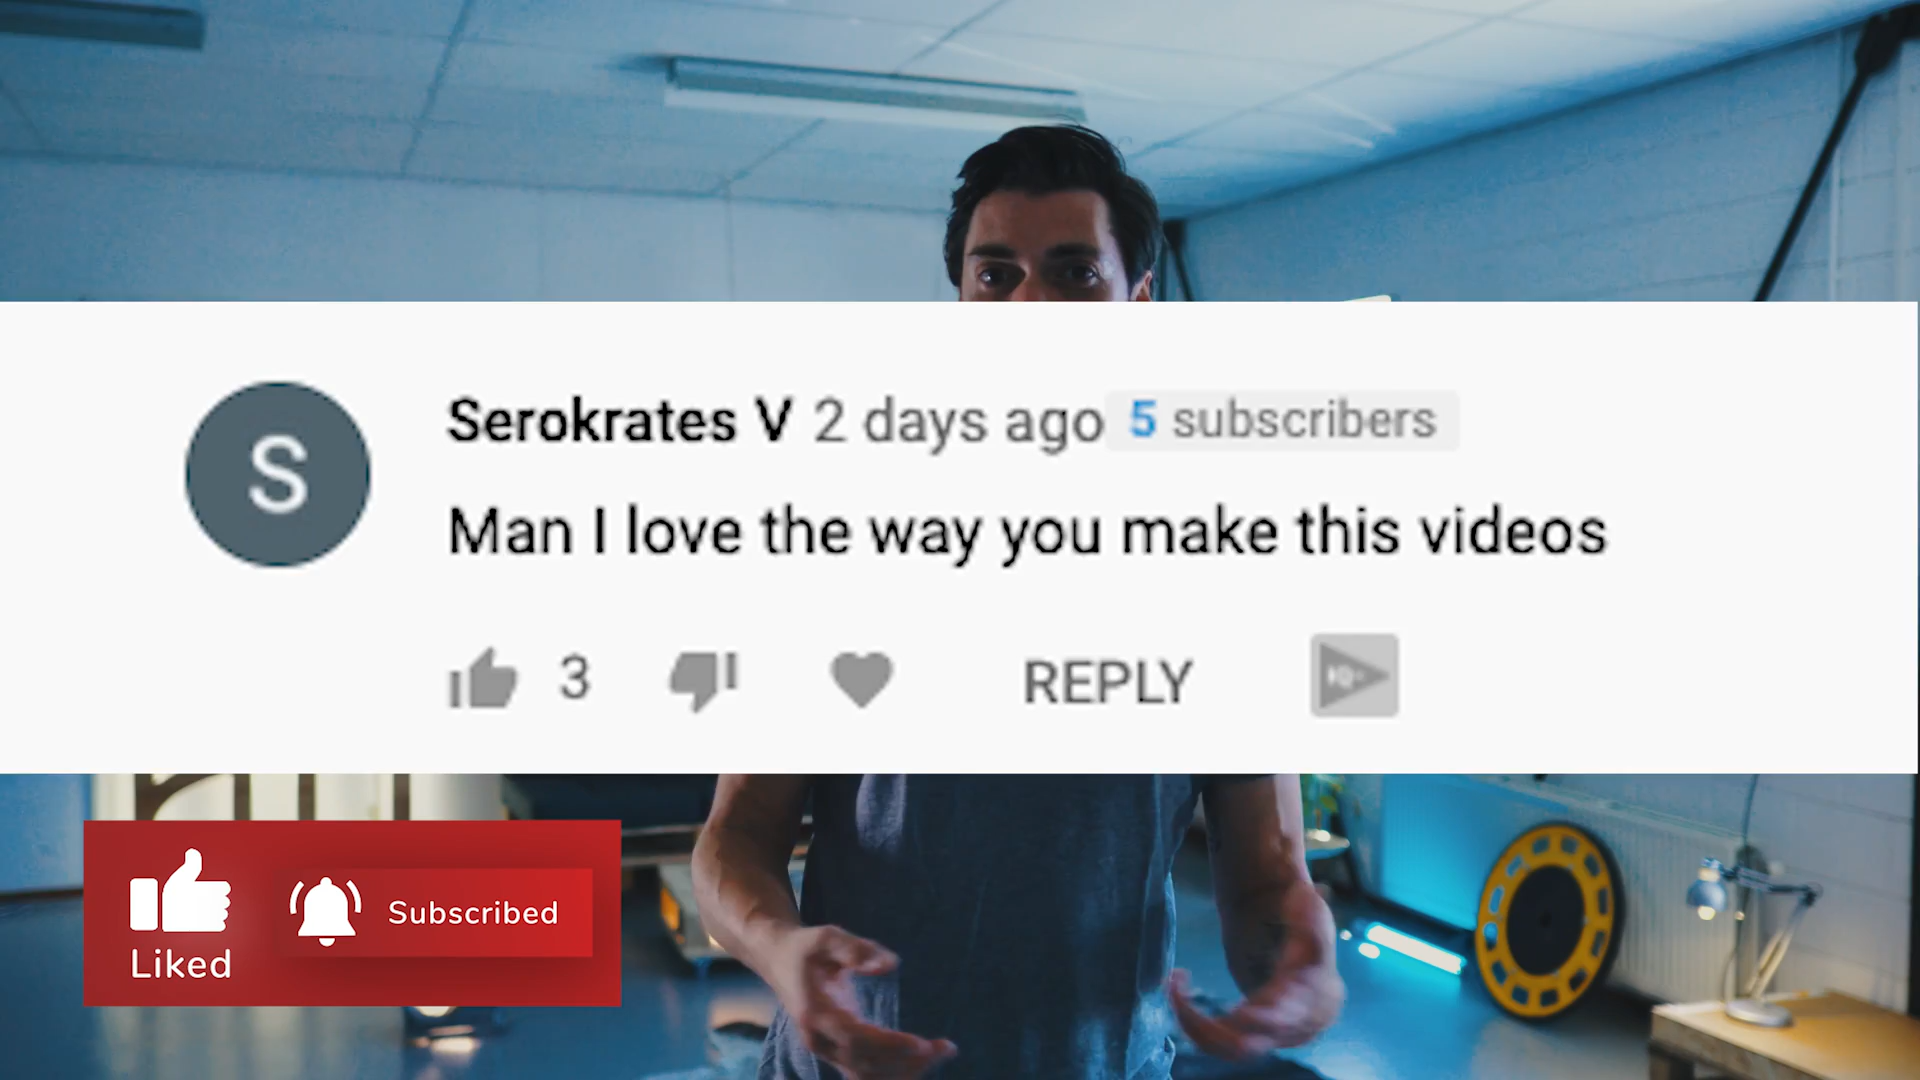 Serokrates V 2 days ago 5 subscribers
S
Man I love the way you make this videos
3 REPLY
Subscribed
Liked